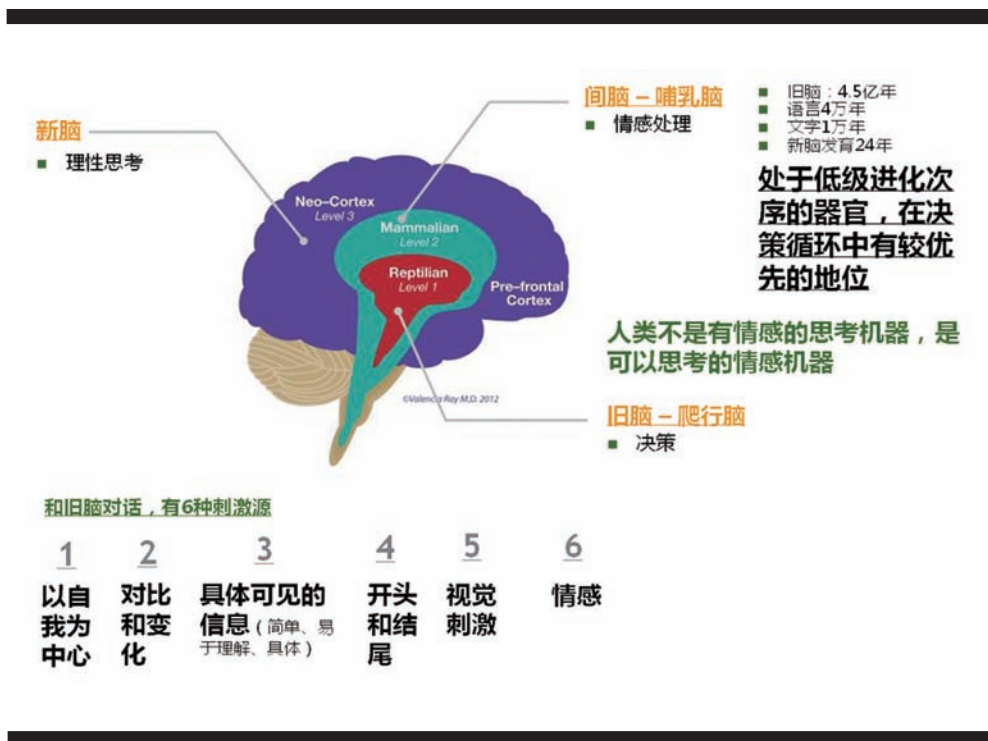 新脑
■ 理性思考
间脑 – 哺乳脑
■ 情感处理
■ 旧脑：4.5亿年
■ 语言4万年
■ 文字1万年
■ 新脑发育24年
处于低级进化次
序的器官，在决
策循环中有较优
先的地位
Neo–Cortex
Level 3
Mammalian
Level 2
Reptilian
Level 1
Pre–frontal
Cortex
©Valencia Ray M.D. 2012
人类不是有情感的思考机器，是
可以思考的情感机器
旧脑 – 爬行脑
■ 决策
和旧脑对话，有6种刺激源
1
以自
我为
中心
2
对比
和变
化
3
具体可见的
信息（简单、易
于理解、具体）
4
开头
和结
尾
5
视觉
刺激
6
情感